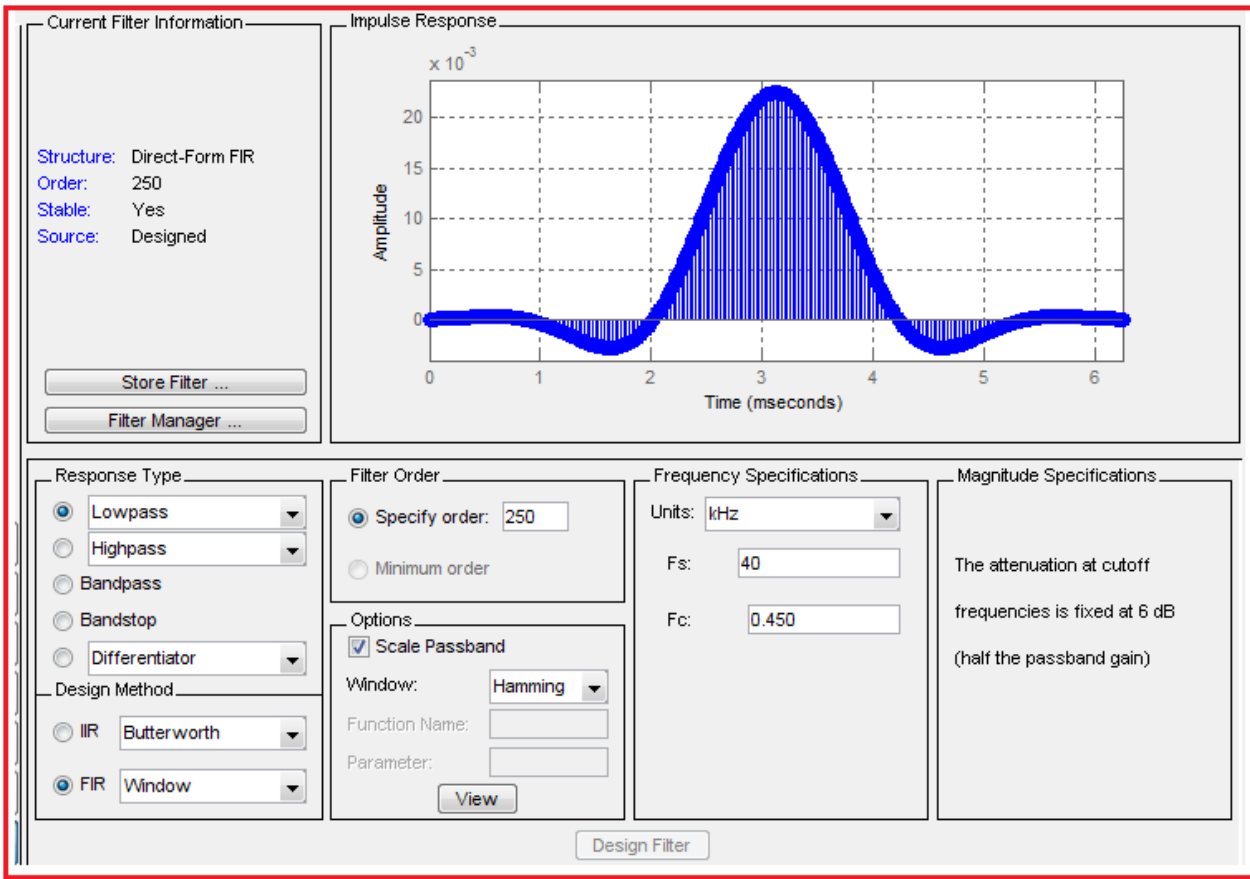 Current Filter Information
Structure: Direct-Form FIR
Order: 250
Stable: Yes
Source: Designed
Store Filter ...
Filter Manager ...
Impulse Response
x 10^-3
20
15
10
5
0
Amplitude
0 1 2 3 4 5 6
Time (mseconds)
Response Type
Lowpass
Highpass
Bandpass
Bandstop
Differentiator
Design Method
IIR Butterworth
FIR Window
Filter Order
Specify order: 250
Minimum order
Options
Scale Passband
Window: Hamming
Function Name:
Parameter:
View
Frequency Specifications
Units: kHz
Fs: 40
Fc: 0.450
Magnitude Specifications
The attenuation at cutoff
frequencies is fixed at 6 dB
(half the passband gain)
Design Filter